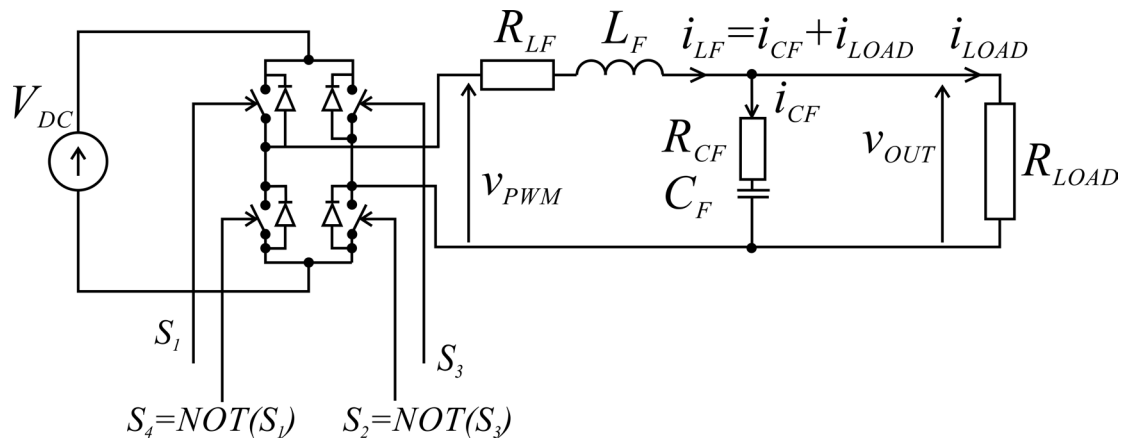 R_LF L_F i_LF=i_CF+i_LOAD i_LOAD
V_DC
i_CF
R_CF
v_PWM
C_F
v_OUT
R_LOAD
S_1
S_3
S_4=NOT(S_1)
S_2=NOT(S_3)